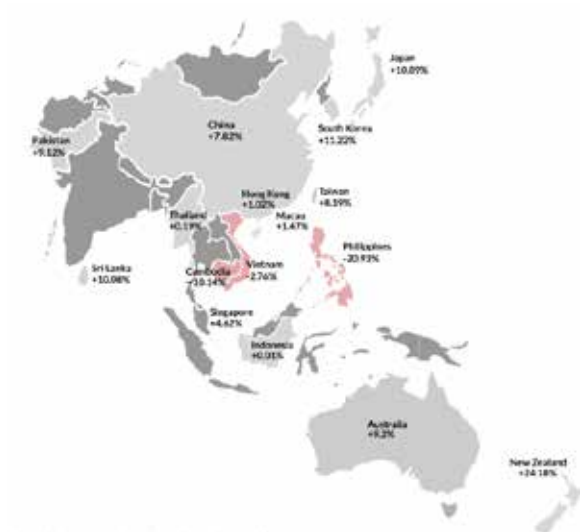 Japan
+10.89%
China
+7.82%
South Korea
+11.22%
Pakistan
+9.12%
Taiwan
+8.59%
Hong Kong
+1.02%
Macau
+1.47%
Thailand
+0.19%
Philippines
-20.93%
Vietnam
-2.76%
Cambodia
-10.14%
Sri Lanka
+10.08%
Singapore
+4.62%
Indonesia
+0.01%
Australia
+9.2%
New Zealand
+24.18%